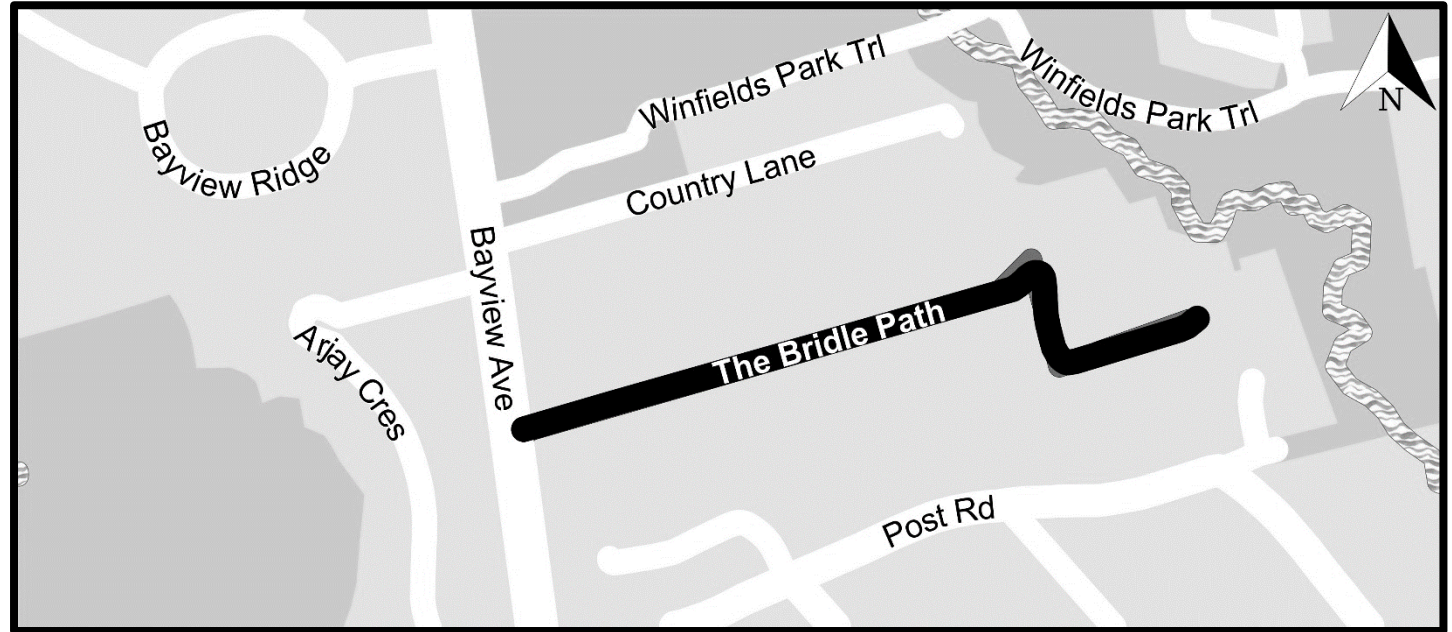 Winfields Park Trl
Winfields Park Trl
N
Bayview Ridge
Country Lane
Bayview Ave
The Bridle Path
Arjay Cres
Post Rd